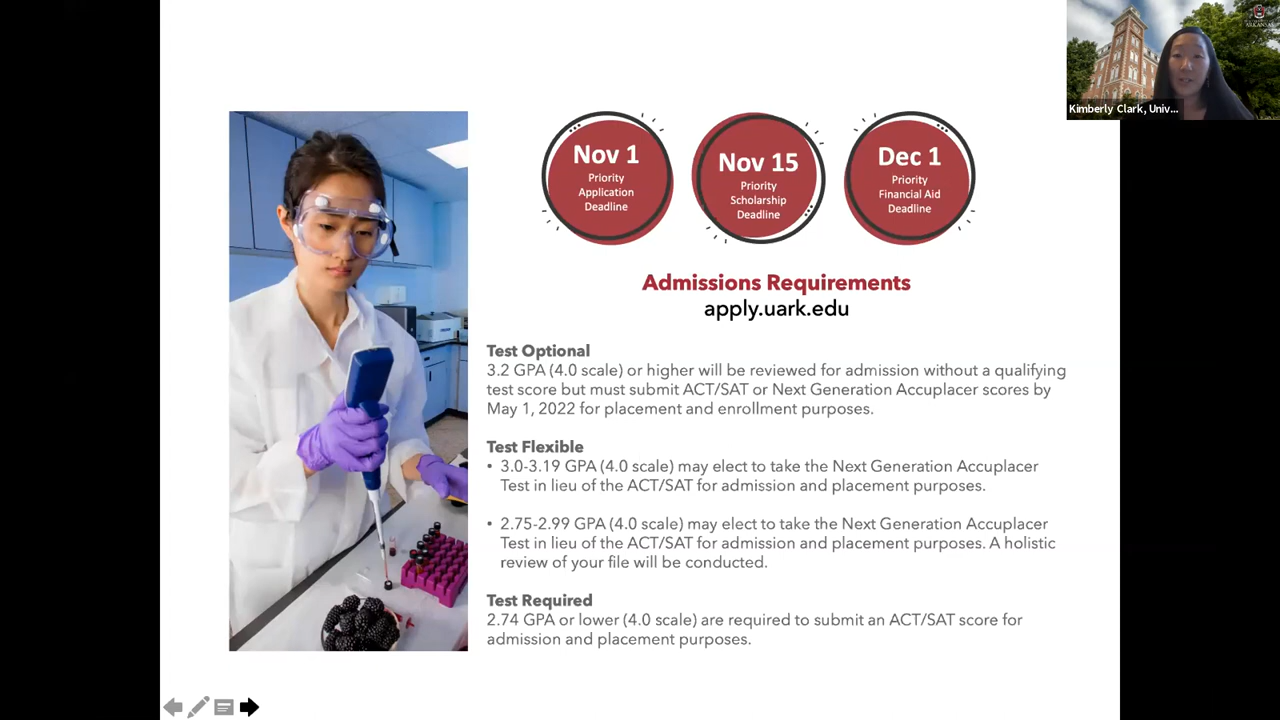 ARKANSAS
Kimberly Clark, Univ...
Nov 1
Priority
Application
Deadline
Nov 15
Priority
Scholarship
Deadline
Dec 1
Priority
Financial Aid
Deadline
Admissions Requirements
apply.uark.edu
Test Optional
3.2 GPA (4.0 scale) or higher will be reviewed for admission without a qualifying
test score but must submit ACT/SAT or Next Generation Accuplacer scores by
May 1, 2022 for placement and enrollment purposes.
Test Flexible
• 3.0-3.19 GPA (4.0 scale) may elect to take the Next Generation Accuplacer
Test in lieu of the ACT/SAT for admission and placement purposes.
• 2.75-2.99 GPA (4.0 scale) may elect to take the Next Generation Accuplacer
Test in lieu of the ACT/SAT for admission and placement purposes. A holistic
review of your file will be conducted.
Test Required
2.74 GPA or lower (4.0 scale) are required to submit an ACT/SAT score for
admission and placement purposes.